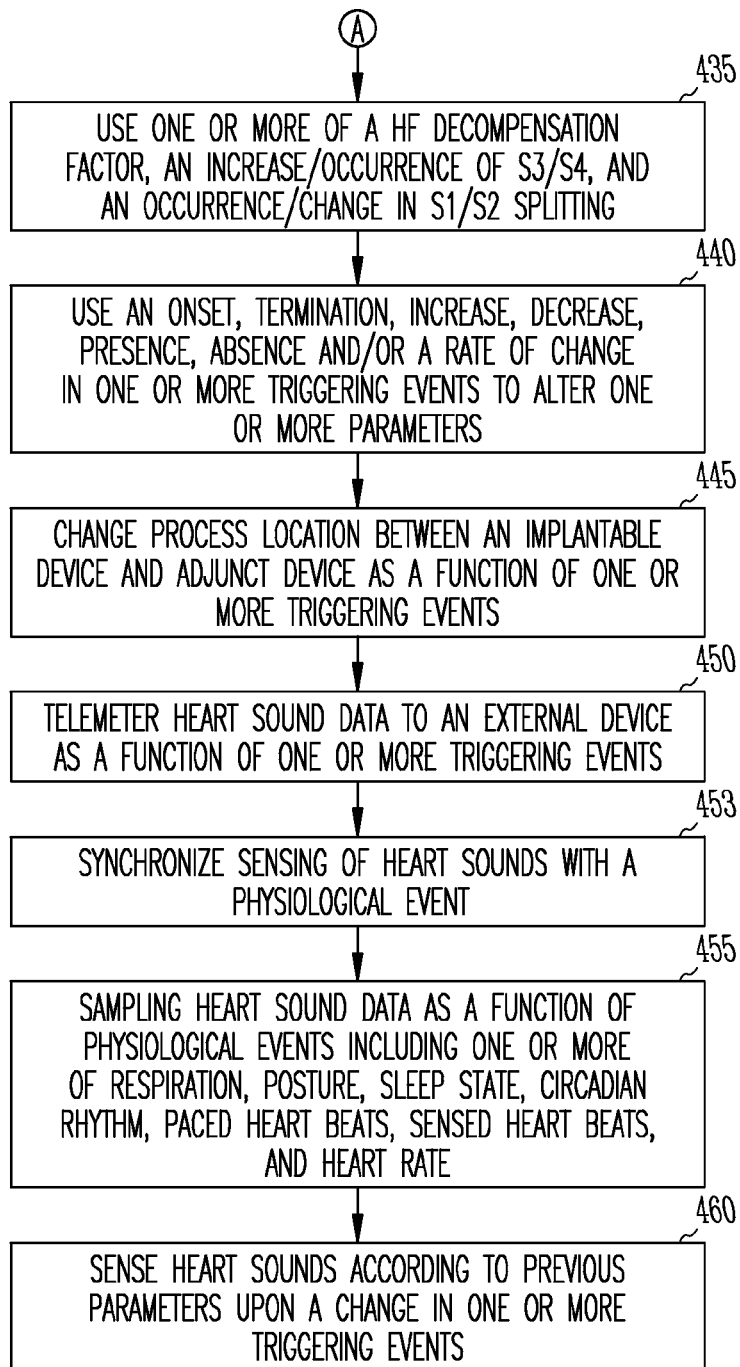 A
435
USE ONE OR MORE OF A HF DECOMPENSATION
FACTOR, AN INCREASE/OCCURRENCE OF S3/S4, AND
AN OCCURRENCE/CHANGE IN S1/S2 SPLITTING
440
USE AN ONSET, TERMINATION, INCREASE, DECREASE,
PRESENCE, ABSENCE AND/OR A RATE OF CHANGE
IN ONE OR MORE TRIGGERING EVENTS TO ALTER ONE
OR MORE PARAMETERS
445
CHANGE PROCESS LOCATION BETWEEN AN IMPLANTABLE
DEVICE AND ADJUNCT DEVICE AS A FUNCTION OF ONE OR
MORE TRIGGERING EVENTS
450
TELEMETER HEART SOUND DATA TO AN EXTERNAL DEVICE
AS A FUNCTION OF ONE OR MORE TRIGGERING EVENTS
453
SYNCHRONIZE SENSING OF HEART SOUNDS WITH A
PHYSIOLOGICAL EVENT
455
SAMPLING HEART SOUND DATA AS A FUNCTION OF
PHYSIOLOGICAL EVENTS INCLUDING ONE OR MORE
OF RESPIRATION, POSTURE, SLEEP STATE, CIRCADIAN
RHYTHM, PACED HEART BEATS, SENSED HEART BEATS,
AND HEART RATE
460
SENSE HEART SOUNDS ACCORDING TO PREVIOUS
PARAMETERS UPON A CHANGE IN ONE OR MORE
TRIGGERING EVENTS